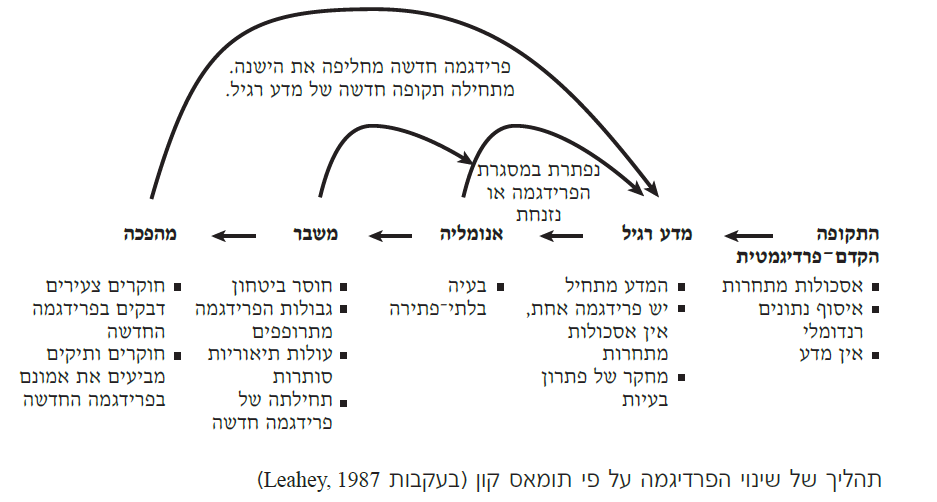 פרידגמה חדשה מחליפה את הישנה.
מתחילה תקופה חדשה של מדע רגיל.
נפתרת במסגרת
הפרידגמה או
נזנחת
התקופה
הקדם-פרדיגמטית
אסכולות מתחרות
איסוף נתונים
רנדומלי
אין מדע
מדע רגיל
המדע מתחיל
יש פרידגמה אחת,
אין אסכולות
מתחרות
מחקר של פתרון
בעיות
אנומליה
בעיה
בלתי-פתירה
משבר
חוסר ביטחון
גבולות הפרידגמה
מתרופפים
עולות תיאוריות
סותרות
תחילתה של
פרידגמה חדשה
מהפכה
חוקרים צעירים
דבקים בפרידגמה
החדשה
חוקרים ותיקים
מביעים את אמונם
בפרידגמה החדשה
תהליך של שינוי הפרדיגמה על פי תומאס קון (בעקבות Leahey, 1987)